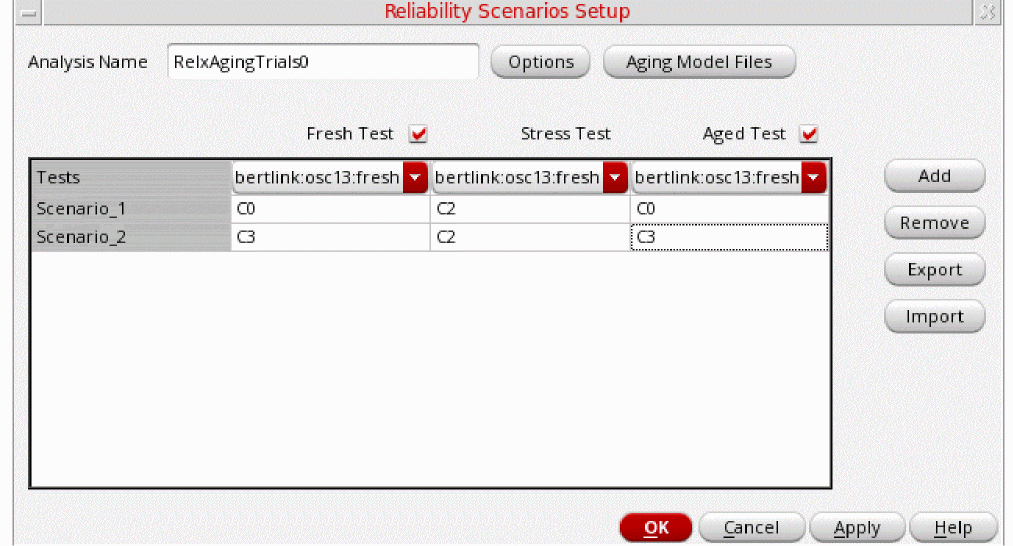 Reliability Scenarios Setup
Analysis Name RelxAgingTrials0 Options Aging Model Files
Fresh Test Stress Test Aged Test
Tests bertlink:osc13:fresh bertlink:osc13:fresh bertlink:osc13:fresh Add
Scenario_1 C0 C2 C0
Remove
Scenario_2 C3 C2 C3
Export
Import
OK Cancel Apply Help